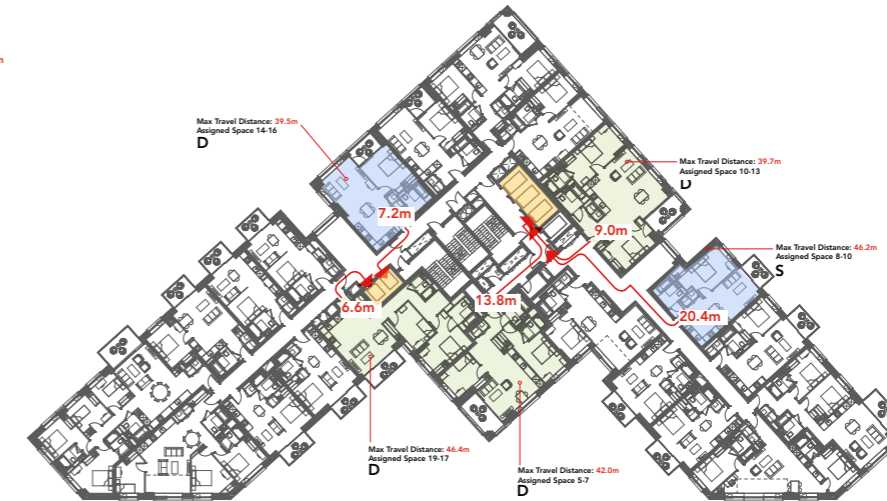 m
Max Travel Distance: 39.5m
Assigned Space 14-16
D
Max Travel Distance: 39.7m
Assigned Space 10-13
D
7.2m
9.0m
Max Travel Distance: 46.2m
Assigned Space 8-10
S
6.6m
13.8m
20.4m
Max Travel Distance: 46.4m
Assigned Space 19-17
D
Max Travel Distance: 42.0m
Assigned Space 5-7
D